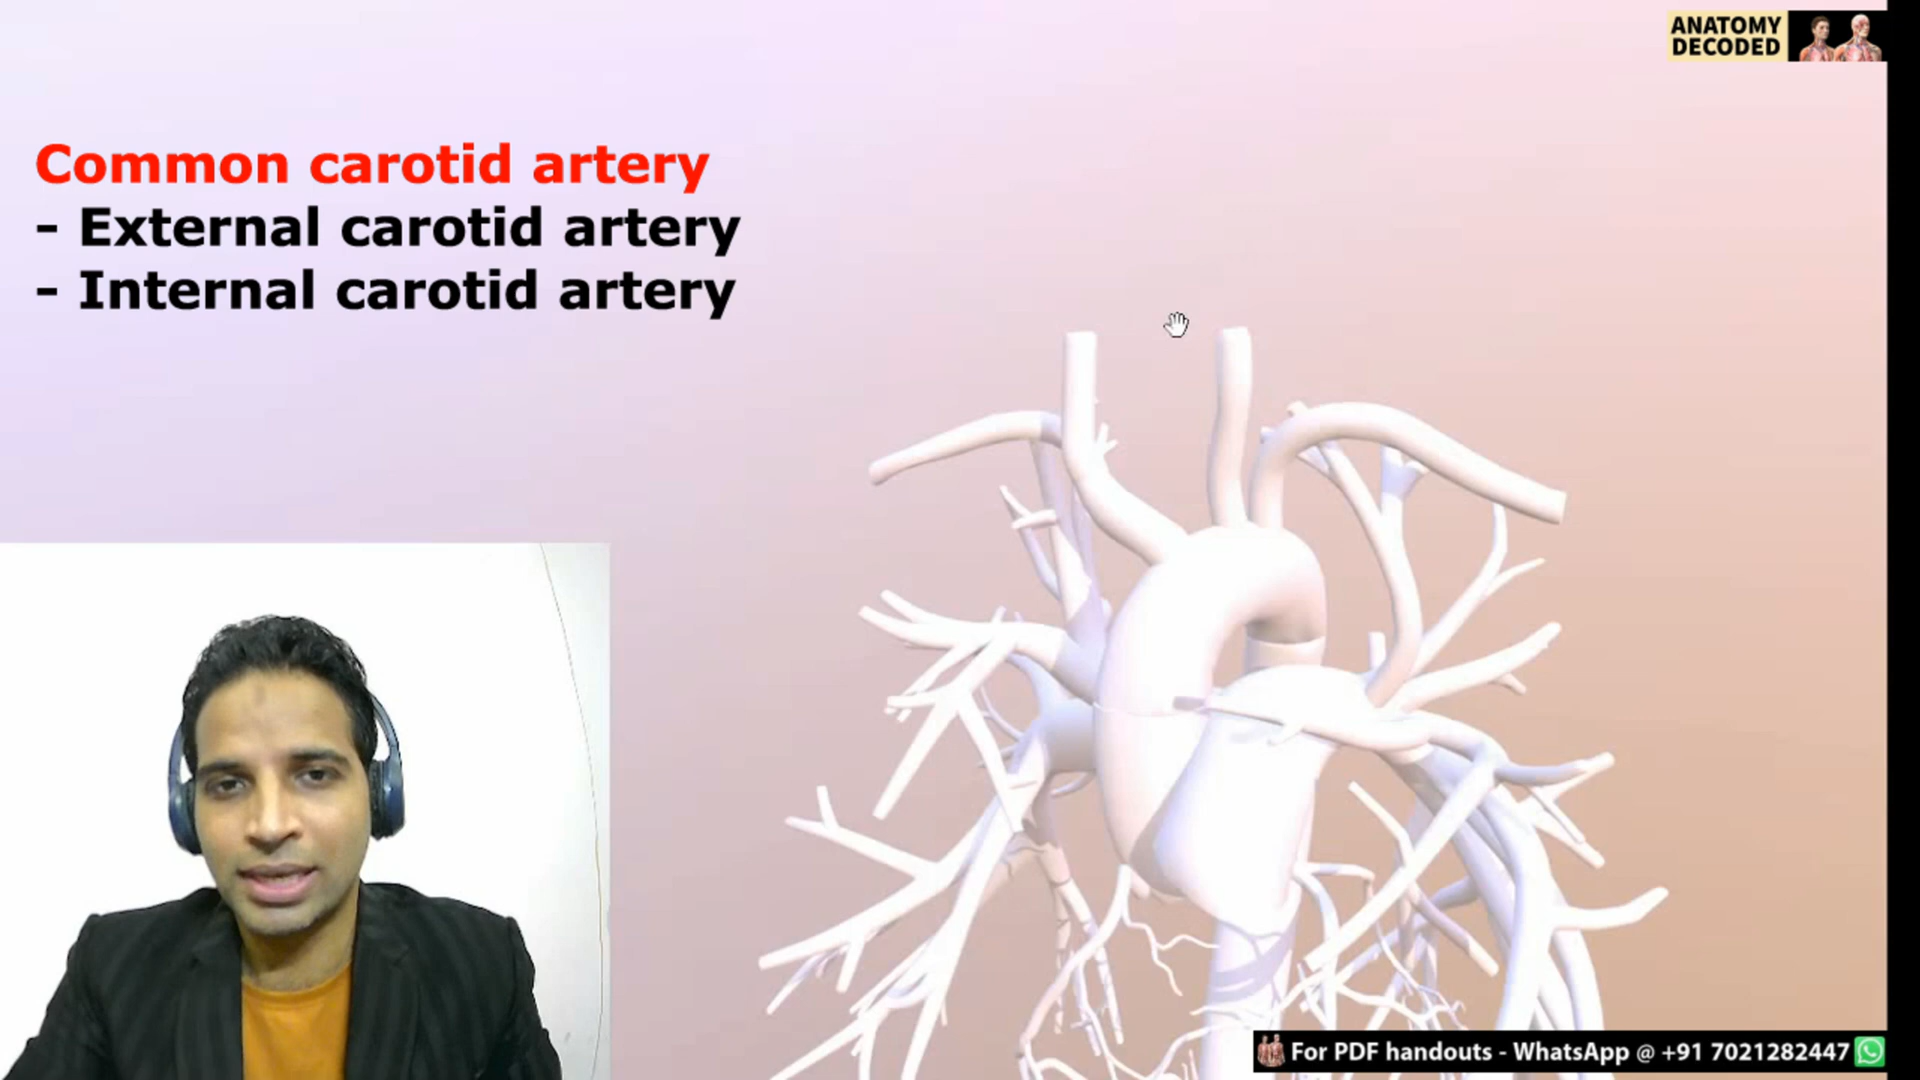 ANATOMY
DECODED
Common carotid artery
- External carotid artery
- Internal carotid artery
For PDF handouts - WhatsApp @ +91 7021282447